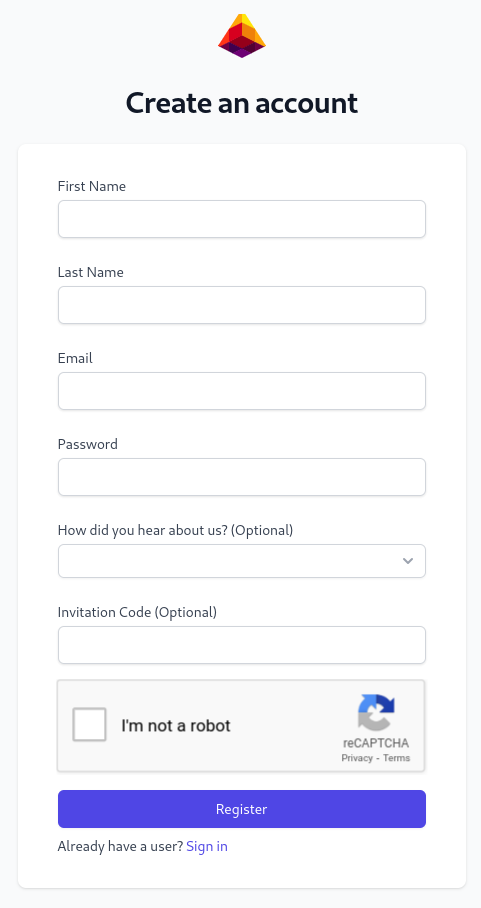 Create an account
First Name
Last Name
Email
Password
How did you hear about us? (Optional)
Invitation Code (Optional)
I'm not a robot
reCAPTCHA
Privacy - Terms
Register
Already have a user? Sign in